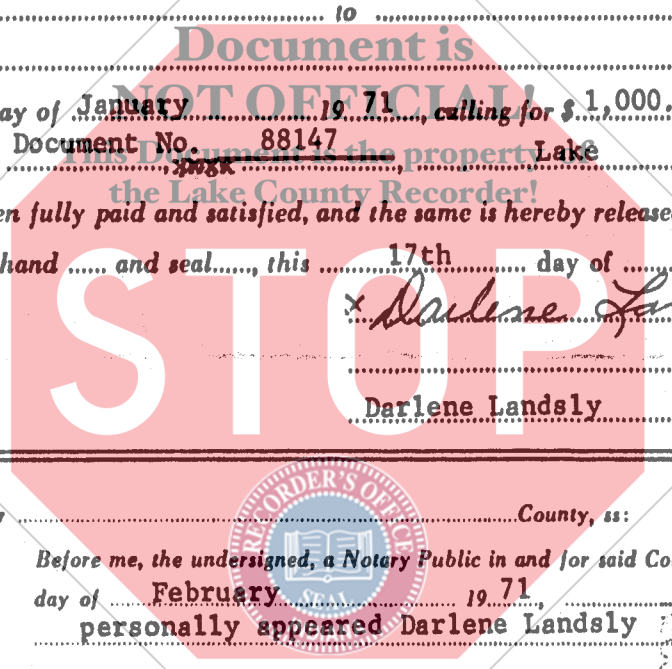 to
Document is
NOT OFFICIAL!
ay of January 19 71, calling for $ 1,000.
Document No. 88147
This Document is the property of
Lake
the Lake County Recorder!
en fully paid and satisfied, and the same is hereby release
hand ...... and seal......, this 17th day of
x Darlene La
STOP
Darlene Landsly
County, ss:
RECORDER'S OFFICE
Before me, the undersigned, a Notary Public in and for said Co
day of February 19 71,
SEAL
personally appeared Darlene Landsly